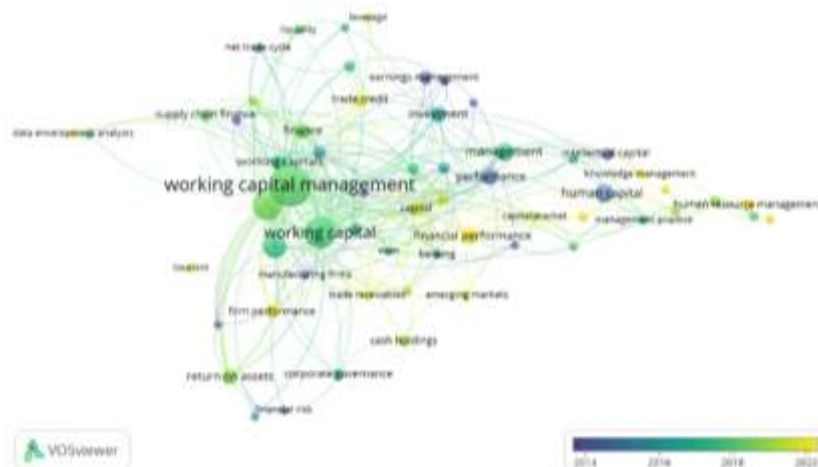 leverage
liquidity
net trade cycle
earnings management
trade credit
supply chain finance
investment
data envelopment analysis
finance
management
intellectual capital
working capitals
knowledge management
performance
working capital management
human capital
human resource management
capital
capital market
management practice
working capital
financial performance
banking
manufacturing firms
trade receivables
emerging markets
firm performance
cash holdings
return on assets
corporate governance
financial risk
VOSviewer
2014 2016 2018 2020